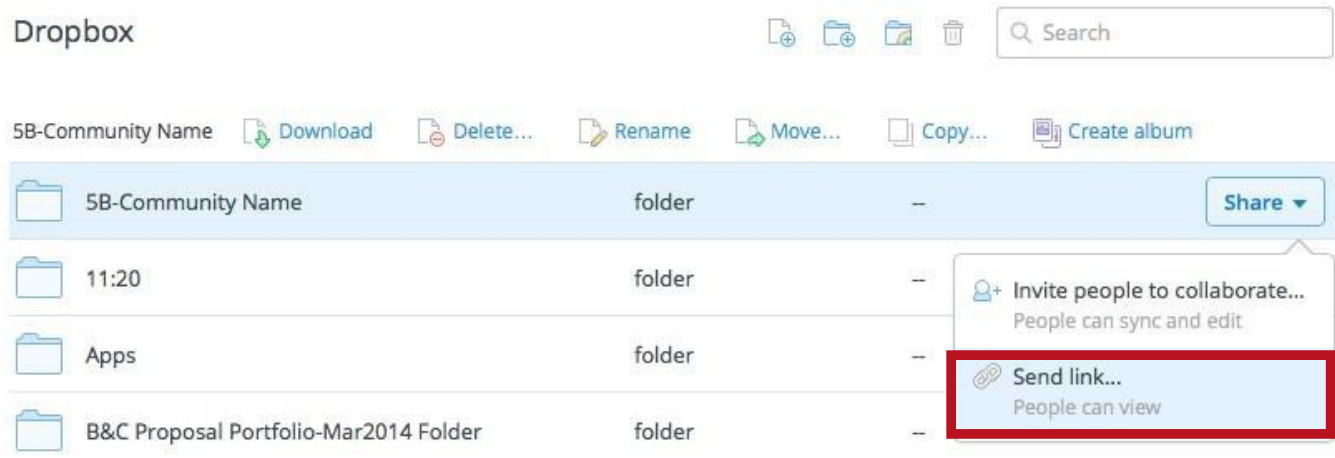 Dropbox
Search
5B-Community Name Download Delete... Rename Move... Copy... Create album
5B-Community Name folder -- Share
11:20 folder --
Invite people to collaborate...
People can sync and edit
Apps folder --
Send link...
People can view
B&C Proposal Portfolio-Mar2014 Folder folder --